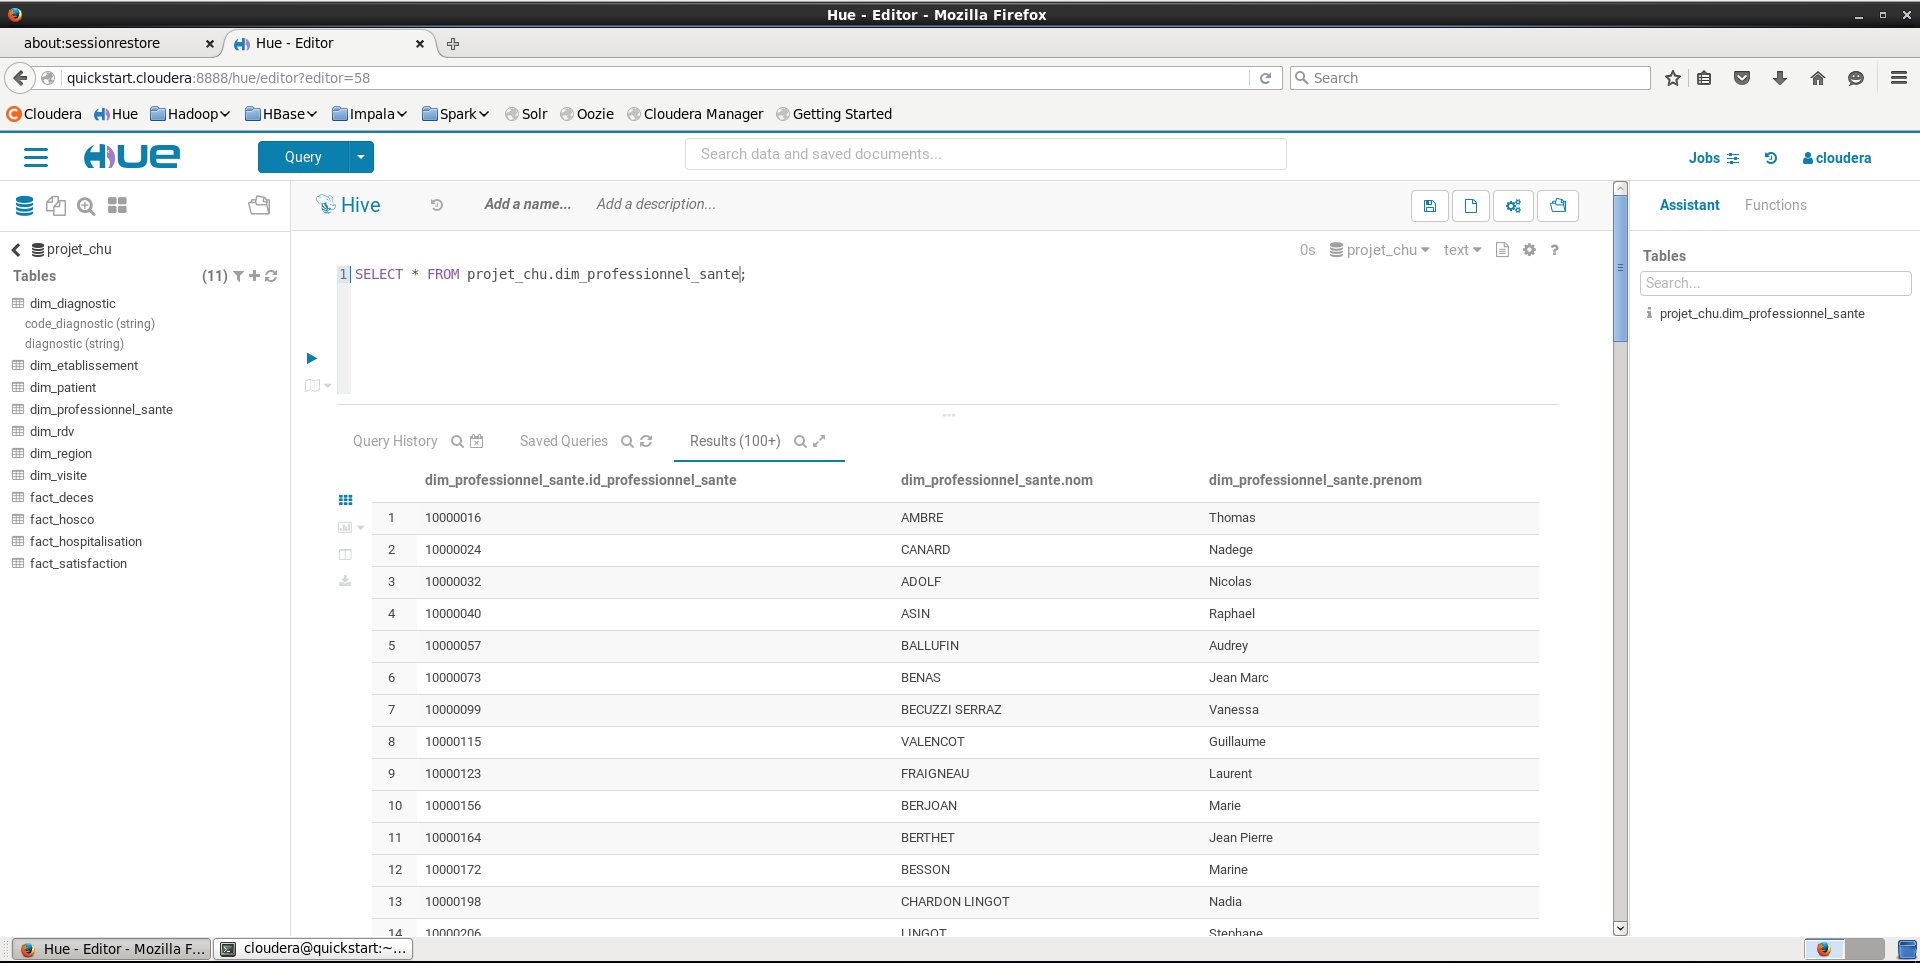 Hue - Editor - Mozilla Firefox
about:sessionrestore
Hue - Editor
quickstart.cloudera:8888/hue/editor?editor=58
Search
Cloudera Hue Hadoop HBase Impala Spark Solr Oozie Cloudera Manager Getting Started
HUE
Query
Search data and saved documents...
Jobs
cloudera
Hive
Add a name...
Add a description...
Assistant
Functions
projet_chu
Tables (11)
dim_diagnostic
code_diagnostic (string)
diagnostic (string)
dim_etablissement
dim_patient
dim_professionnel_sante
dim_rdv
dim_region
dim_visite
fact_deces
fact_hosco
fact_hospitalisation
fact_satisfaction
0s projet_chu text ?
1 SELECT * FROM projet_chu.dim_professionnel_sante;
Query History
Saved Queries
Results (100+)
dim_professionnel_sante.id_professionnel_sante dim_professionnel_sante.nom dim_professionnel_sante.prenom
1 10000016 AMBRE Thomas
2 10000024 CANARD Nadege
3 10000032 ADOLF Nicolas
4 10000040 ASIN Raphael
5 10000057 BALLUFIN Audrey
6 10000073 BENAS Jean Marc
7 10000099 BECUZZI SERRAZ Vanessa
8 10000115 VALENCOT Guillaume
9 10000123 FRAIGNEAU Laurent
10 10000156 BERJOAN Marie
11 10000164 BERTHET Jean Pierre
12 10000172 BESSON Marine
13 10000198 CHARDON LINGOT Nadia
14 10000206 LINGOT Stephane
Tables
Search...
projet_chu.dim_professionnel_sante
Hue - Editor - Mozilla F...
cloudera@quickstart:~...